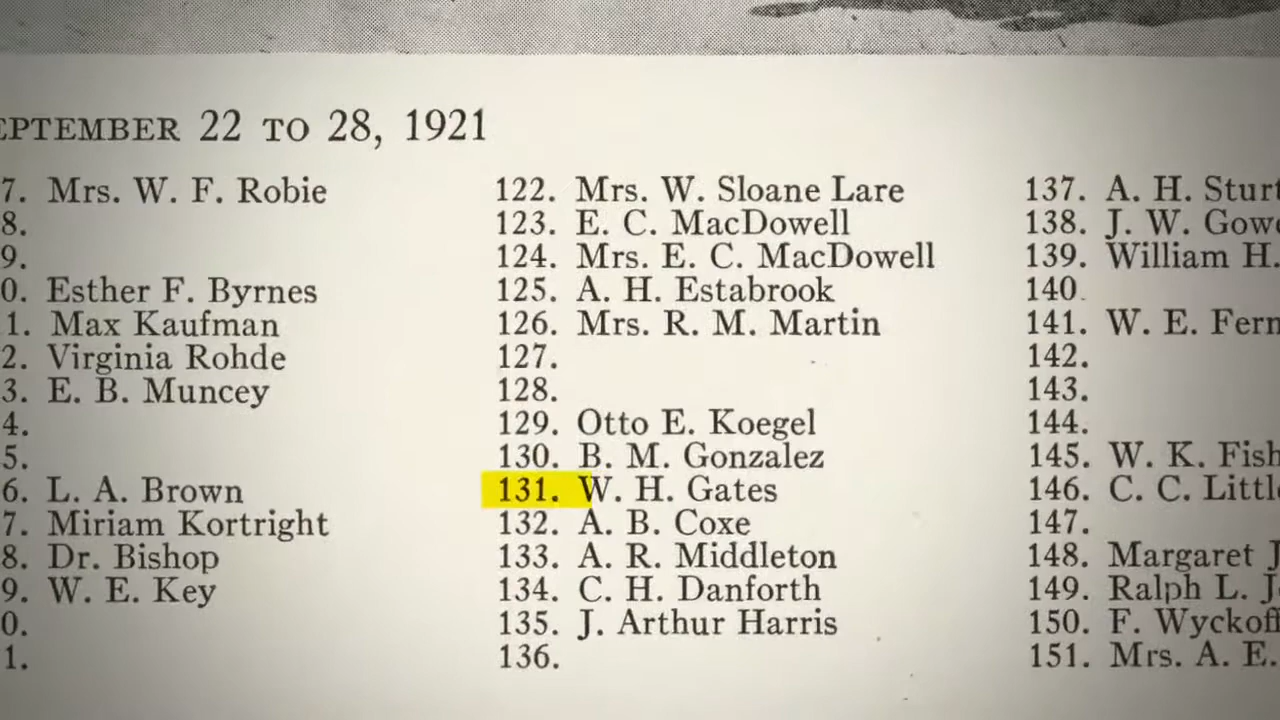 EPTEMBER 22 TO 28, 1921
7. Mrs. W. F. Robie
8.
9.
0. Esther F. Byrnes
1. Max Kaufman
2. Virginia Rohde
3. E. B. Muncey
4.
5.
6. L. A. Brown
7. Miriam Kortright
8. Dr. Bishop
9. W. E. Key
0.
1.
122. Mrs. W. Sloane Lare
123. E. C. MacDowell
124. Mrs. E. C. MacDowell
125. A. H. Estabrook
126. Mrs. R. M. Martin
127.
128.
129. Otto E. Koegel
130. B. M. Gonzalez
131. W. H. Gates
132. A. B. Coxe
133. A. R. Middleton
134. C. H. Danforth
135. J. Arthur Harris
136.
137. A. H. Sturt
138. J. W. Gow
139. William H.
140.
141. W. E. Fern
142.
143.
144.
145. W. K. Fish
146. C. C. Littl
147.
148. Margaret J
149. Ralph L. J
150. F. Wyckoff
151. Mrs. A. E.